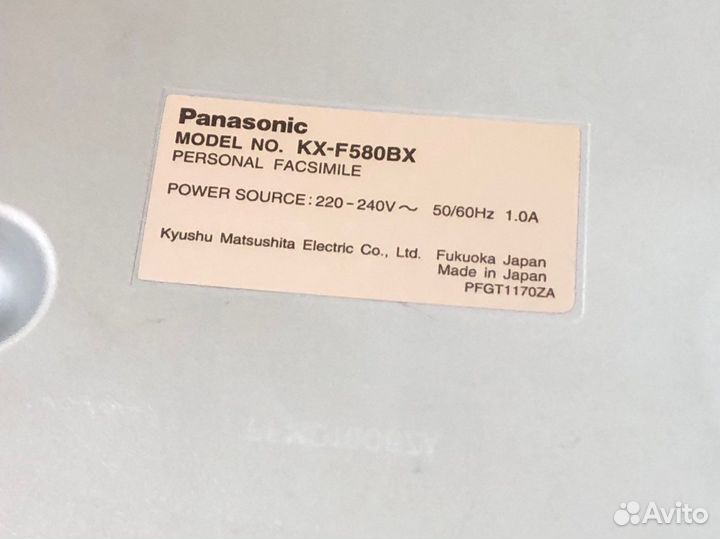 Panasonic
MODEL NO. KX-F580BX
PERSONAL FACSIMILE
POWER SOURCE: 220-240V~ 50/60Hz 1.0A
Kyushu Matsushita Electric Co., Ltd. Fukuoka Japan
Made in Japan
PFGT1170ZA
Avito